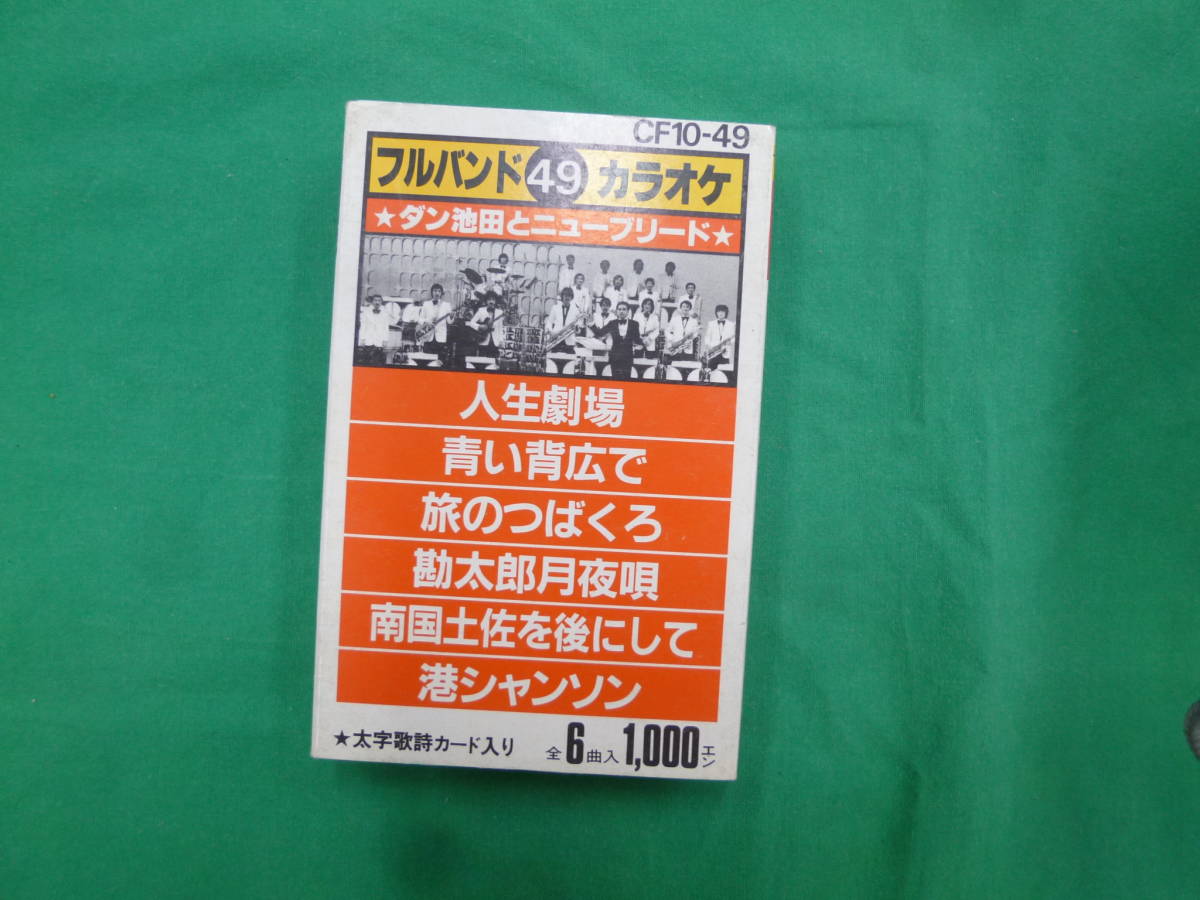 CF10-49
フルバンド 49 カラオケ
★ダン池田とニューブリード★
人生劇場
青い背広で
旅のつばくろ
勘太郎月夜唄
南国土佐を後にして
港シャンソン
★太字歌詩カード入り 全6曲入 1,000エン